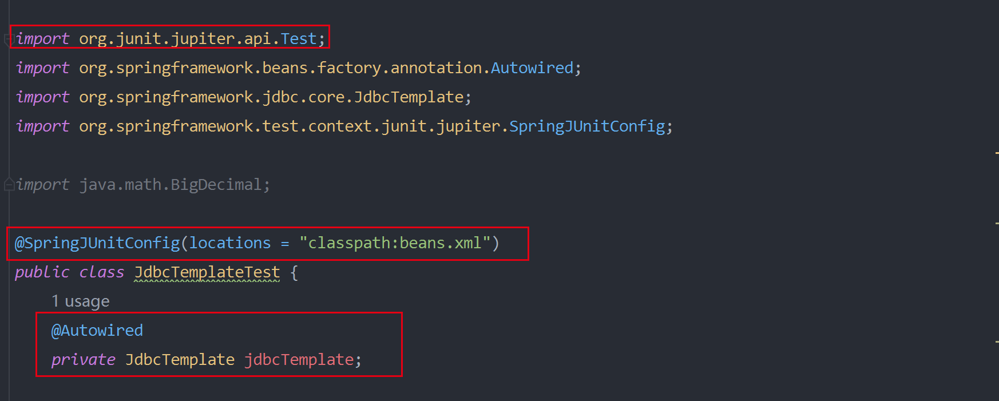 import org.junit.jupiter.api.Test;
import org.springframework.beans.factory.annotation.Autowired;
import org.springframework.jdbc.core.JdbcTemplate;
import org.springframework.test.context.junit.jupiter.SpringJUnitConfig;
import java.math.BigDecimal;
@SpringJUnitConfig(locations = "classpath:beans.xml")
public class JdbcTemplateTest {
1 usage
@Autowired
private JdbcTemplate jdbcTemplate;